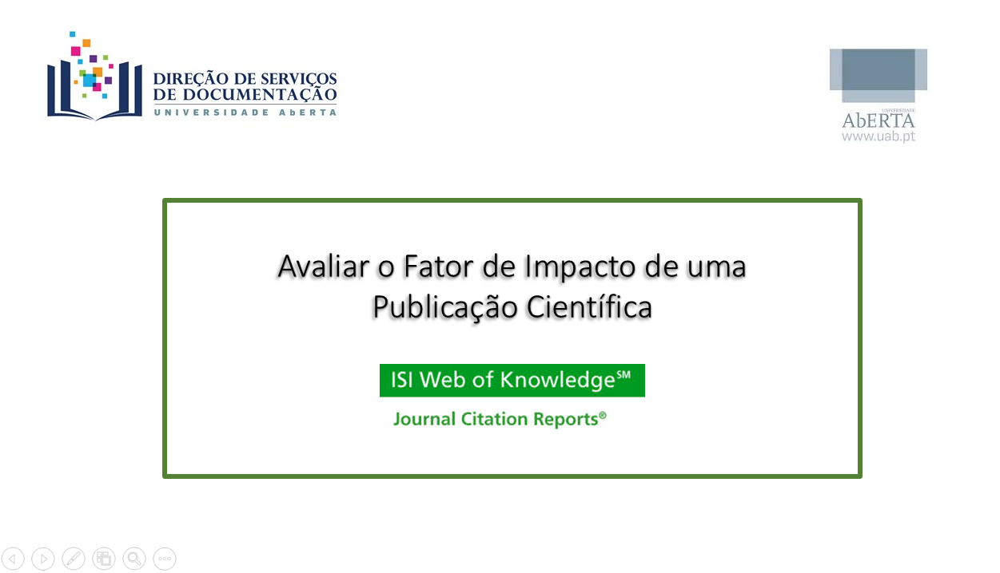 DIREÇÃO DE SERVIÇOS
DE DOCUMENTAÇÃO
UNIVERSIDADE AbERTA
UNIVERSIDADE
AbERTA
www.uab.pt
Avaliar o Fator de Impacto de uma
Publicação Científica
ISI Web of Knowledge℠
Journal Citation Reports®